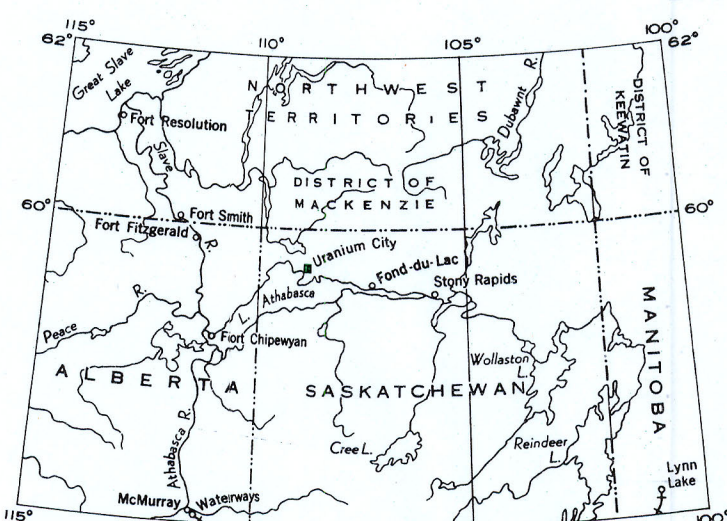 115°
62°
110°
105°
100°
62°
Great Slave
Lake
NORTHWEST
TERRITORIES
Dubawnt R.
DISTRICT OF
KEEWATIN
Fort Resolution
Slave
R.
DISTRICT OF
MACKENZIE
60°
60°
Fort Smith
Fort Fitzgerald
Uranium City
Fond-du-Lac
Stony Rapids
L. Athabasca
Peace R.
Fort Chipewyan
MANITOBA
ALBERTA
SASKATCHEWAN
Wollaston
L.
Athabasca R.
Cree L.
Reindeer
L.
Lynn
Lake
McMurray
Waterways
115°
100°